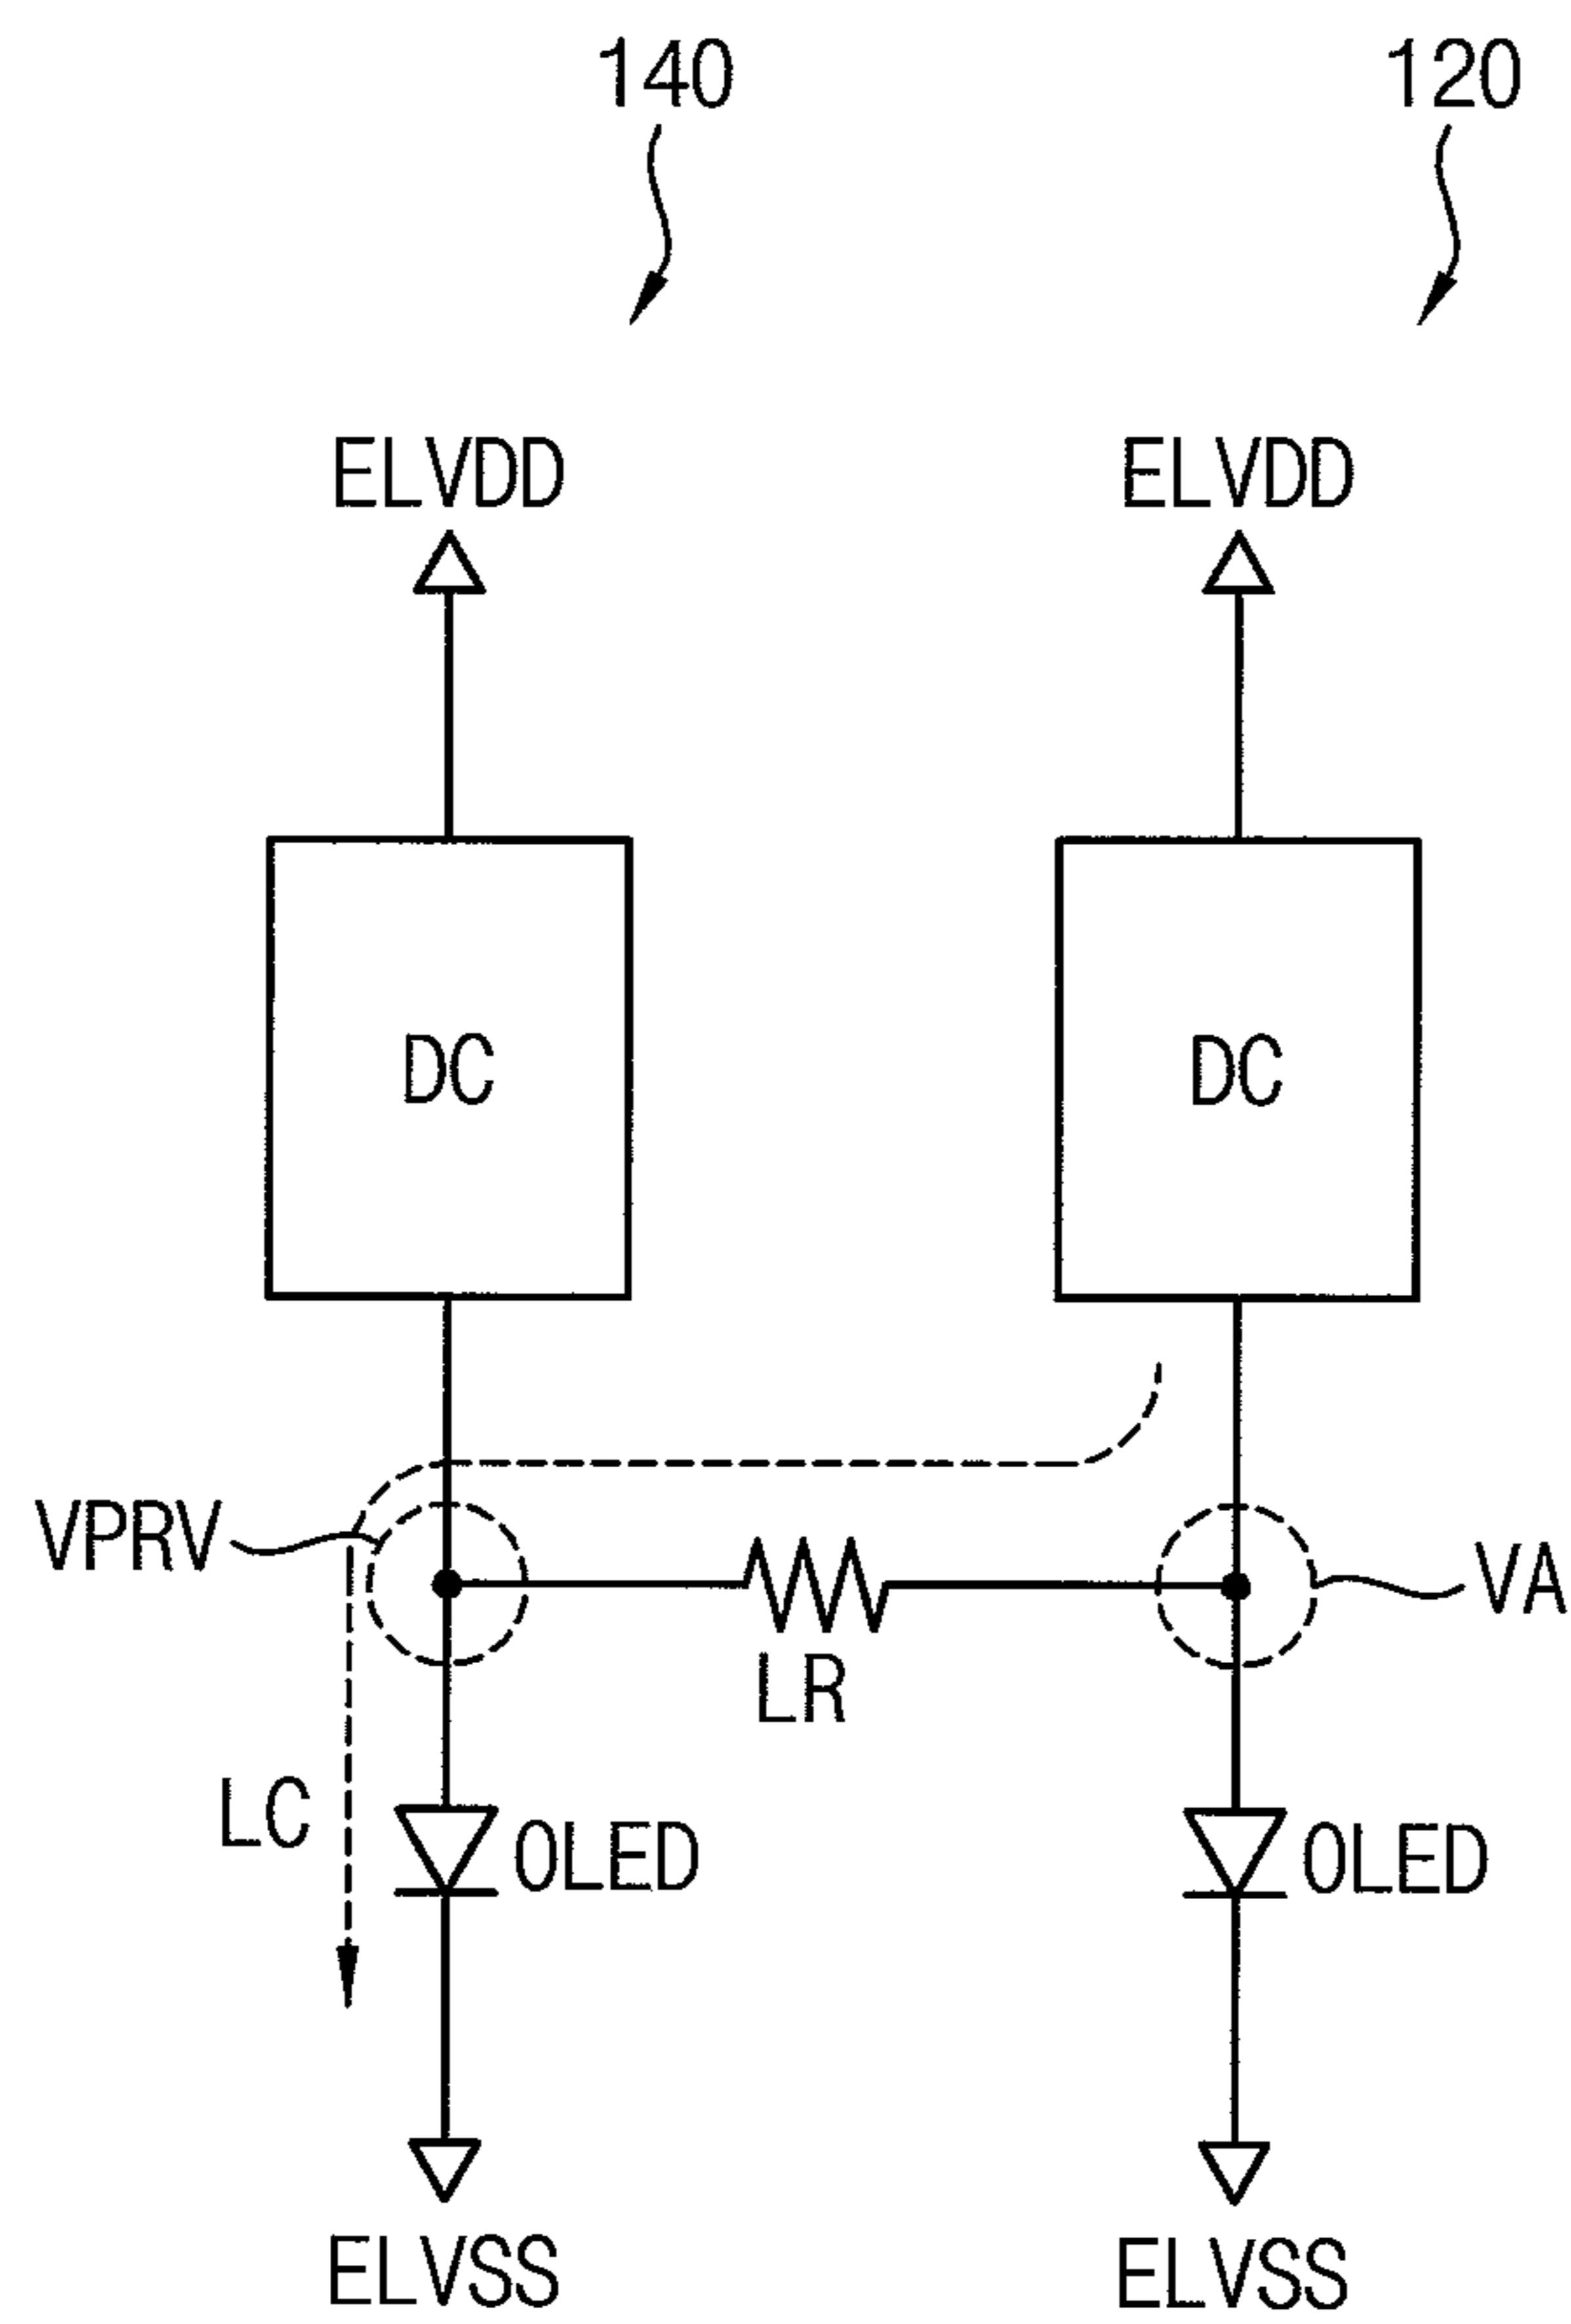 140 120
ELVDD ELVDD
DC DC
VPRV VA
LR
LC OLED OLED
ELVSS ELVSS